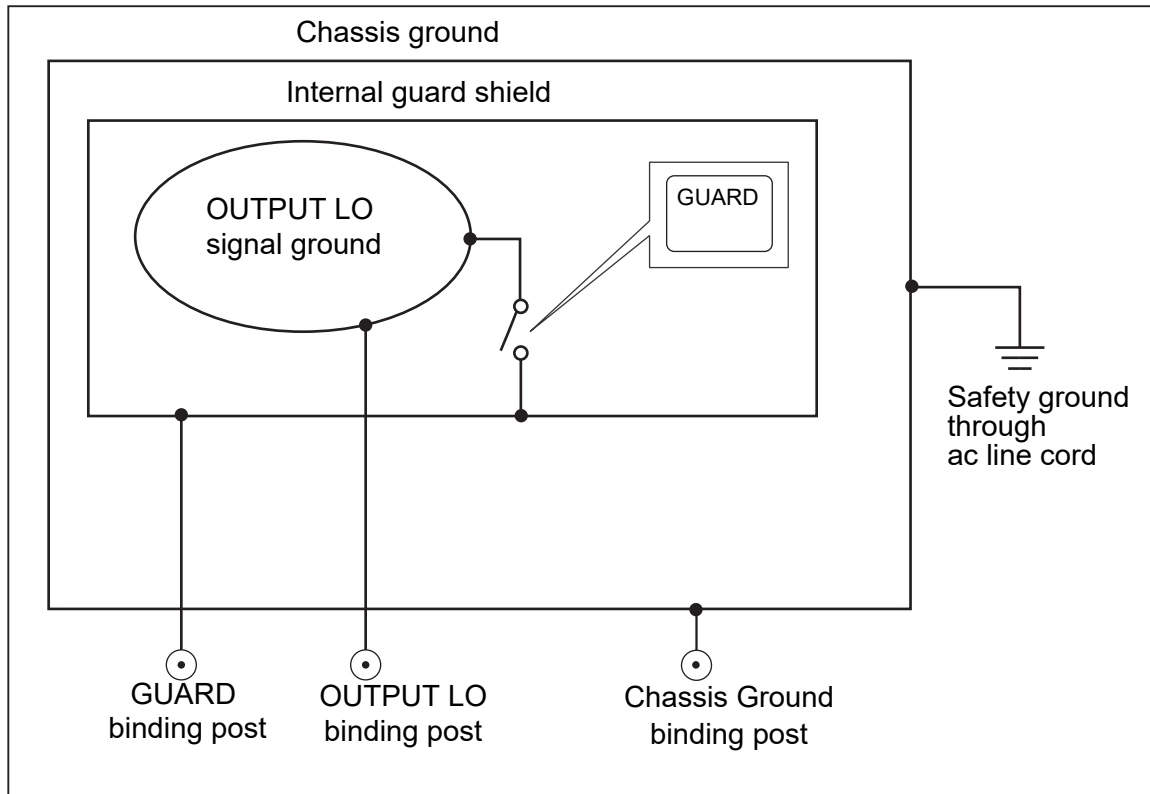 Chassis ground
Internal guard shield
OUTPUT LO
signal ground
GUARD
Safety ground
through
ac line cord
GUARD
binding post
OUTPUT LO
binding post
Chassis Ground
binding post